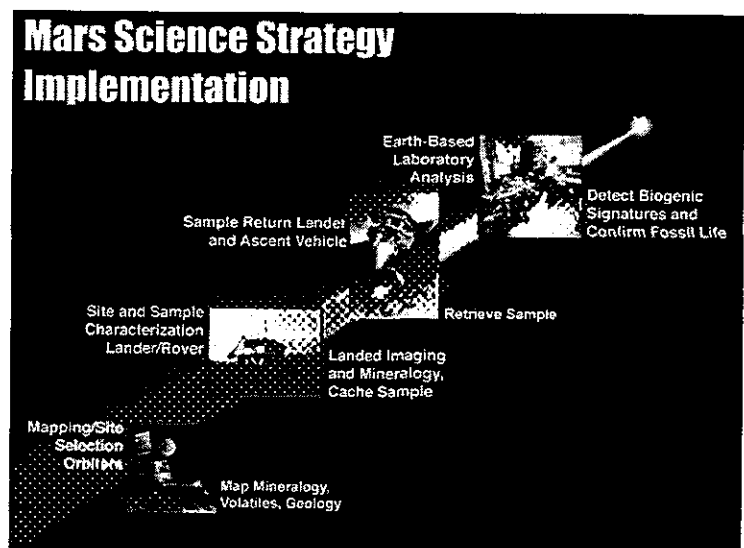 Mars Science Strategy
Implementation
Earth-Based
Laboratory
Analysis
Detect Biogenic
Signatures and
Confirm Fossil Life
Sample Return Lander
and Ascent Vehicle
Retrieve Sample
Site and Sample
Characterization
Lander/Rover
Landed Imaging
and Mineralogy,
Cache Sample
Mapping/Site
Selection
Orbiters
Map Mineralogy,
Volatiles, Geology